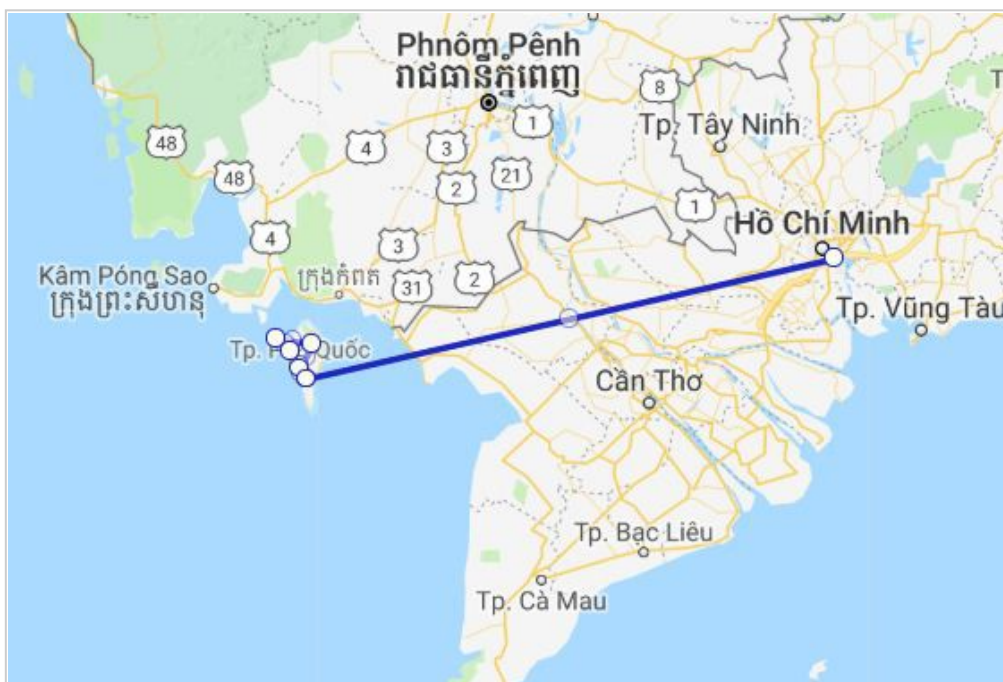 Phnôm Pênh
រាជធានីភ្នំពេញ
8
1
Tp. Tây Ninh
48
4
3
48
2
21
1
Hồ Chí Minh
4
3
Kâm Póng Sao
ក្រុងព្រះសីហនុ
ក្រុងកំពត
31
2
Tp. Vũng Tàu
Quốc
Tp.
Cần Thơ
Tp. Bạc Liêu
Tp. Cà Mau